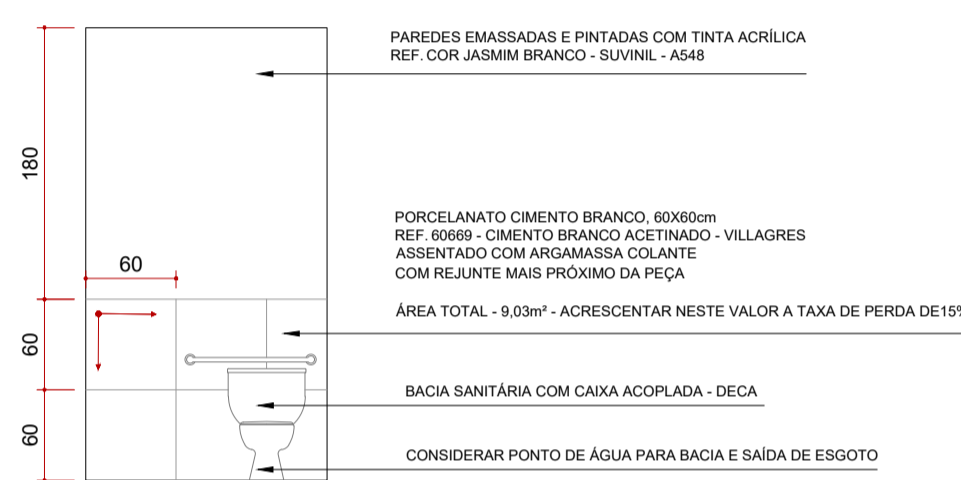 PAREDES EMASSADAS E PINTADAS COM TINTA ACRÍLICA
REF. COR JASMIM BRANCO - SUVINIL - A548
180
PORCELANATO CIMENTO BRANCO, 60X60cm
REF. 60669 - CIMENTO BRANCO ACETINADO - VILLAGRES
ASSENTADO COM ARGAMASSA COLANTE
COM REJUNTE MAIS PRÓXIMO DA PEÇA
60
ÁREA TOTAL - 9,03m² - ACRESCENTAR NESTE VALOR A TAXA DE PERDA DE15%
60
BACIA SANITÁRIA COM CAIXA ACOPLADA - DECA
60
CONSIDERAR PONTO DE ÁGUA PARA BACIA E SAÍDA DE ESGOTO